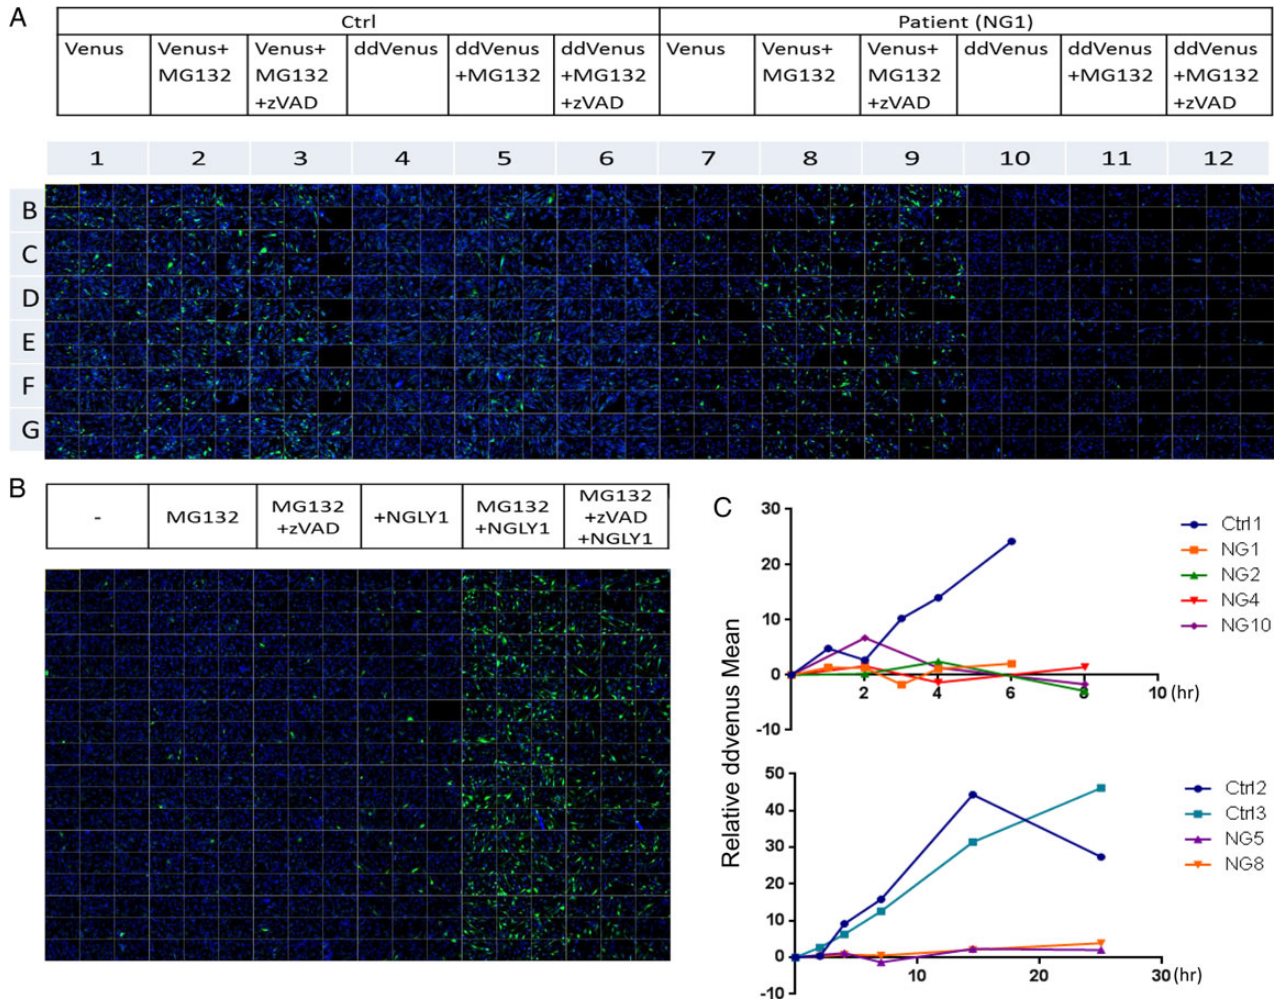 A
Ctrl Patient (NG1)
Venus Venus+ MG132 Venus+ MG132 +zVAD ddVenus ddVenus +MG132 ddVenus +MG132 +zVAD Venus Venus+ MG132 Venus+ MG132 +zVAD ddVenus ddVenus +MG132 ddVenus +MG132 +zVAD
1 2 3 4 5 6 7 8 9 10 11 12
B
C
D
E
F
G
B
- MG132 MG132 +zVAD +NGLY1 MG132 +NGLY1 MG132 +zVAD +NGLY1
C
Relative ddvenus Mean
30
20
10
0
-10
2 4 6 8 10 (hr)
Ctrl1
NG1
NG2
NG4
NG10
50
40
30
20
10
0
-10
10 20 30 (hr)
Ctrl2
Ctrl3
NG5
NG8